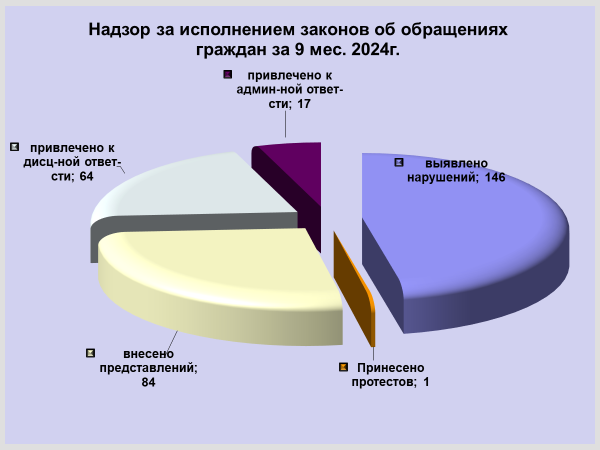 Надзор за исполнением законов об обращениях
граждан за 9 мес. 2024г.
привлечено к
админ-ной ответ-
сти; 17
привлечено к
дисц-ной ответ-
сти; 64
выявлено
нарушений; 146
внесено
представлений;
84
Принесено
протестов; 1